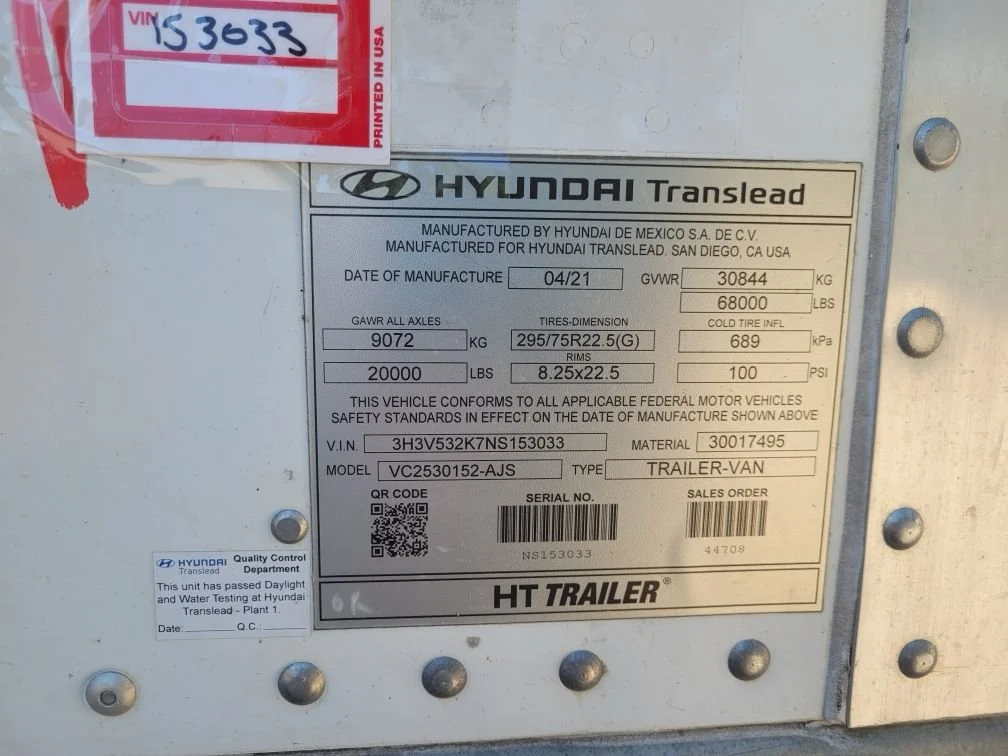 VIN
153033
PRINTED IN USA
HYUNDAI Translead
MANUFACTURED BY HYUNDAI DE MEXICO S.A. DE C.V.
MANUFACTURED FOR HYUNDAI TRANSLEAD. SAN DIEGO, CA USA
DATE OF MANUFACTURE 04/21 GVWR 30844 KG
68000 LBS
GAWR ALL AXLES TIRES-DIMENSION COLD TIRE INFL
9072 KG 295/75R22.5(G) 689 kPa
RIMS
20000 LBS 8.25x22.5 100 PSI
THIS VEHICLE CONFORMS TO ALL APPLICABLE FEDERAL MOTOR VEHICLES
SAFETY STANDARDS IN EFFECT ON THE DATE OF MANUFACTURE SHOWN ABOVE
V.I.N. 3H3V532K7NS153033 MATERIAL 30017495
MODEL VC2530152-AJS TYPE TRAILER-VAN
QR CODE SERIAL NO. SALES ORDER
NS153033 44708
HT TRAILER®
OK
HYUNDAI Translead Quality Control
Department
This unit has passed Daylight
and Water Testing at Hyundai
Translead - Plant 1.
Date: Q.C.: